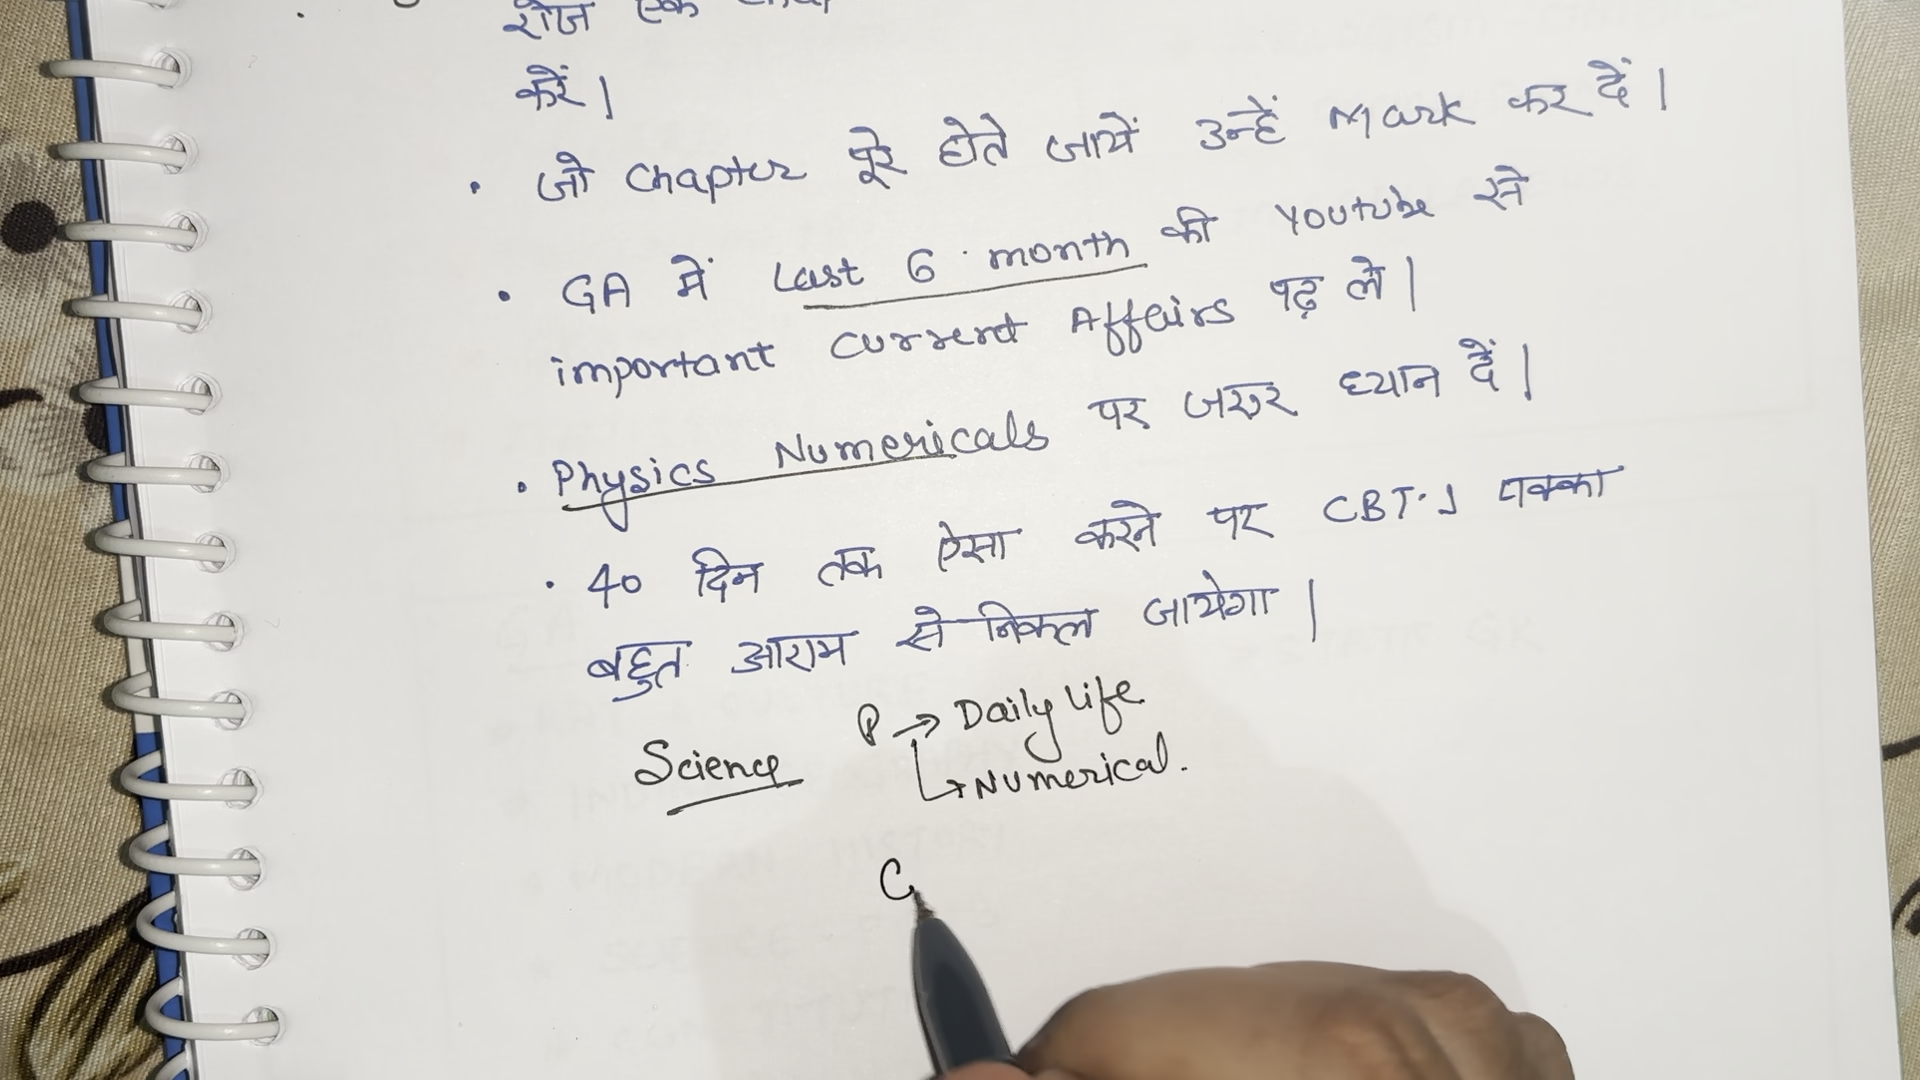 रोज एक
करें।
• जो Chapter पूरे होते जायें उन्हें Mark कर दें।
• GA में Last 6 month की Youtube से
important current Affairs पढ़ ले।
• Physics Numericals पर जरूर ध्यान दें।
• 40 दिन तक ऐसा करने पर CBT-1 पक्का
बहुत आराम से निकल जायेगा।
Science P → Daily life
↳ Numerical.
C